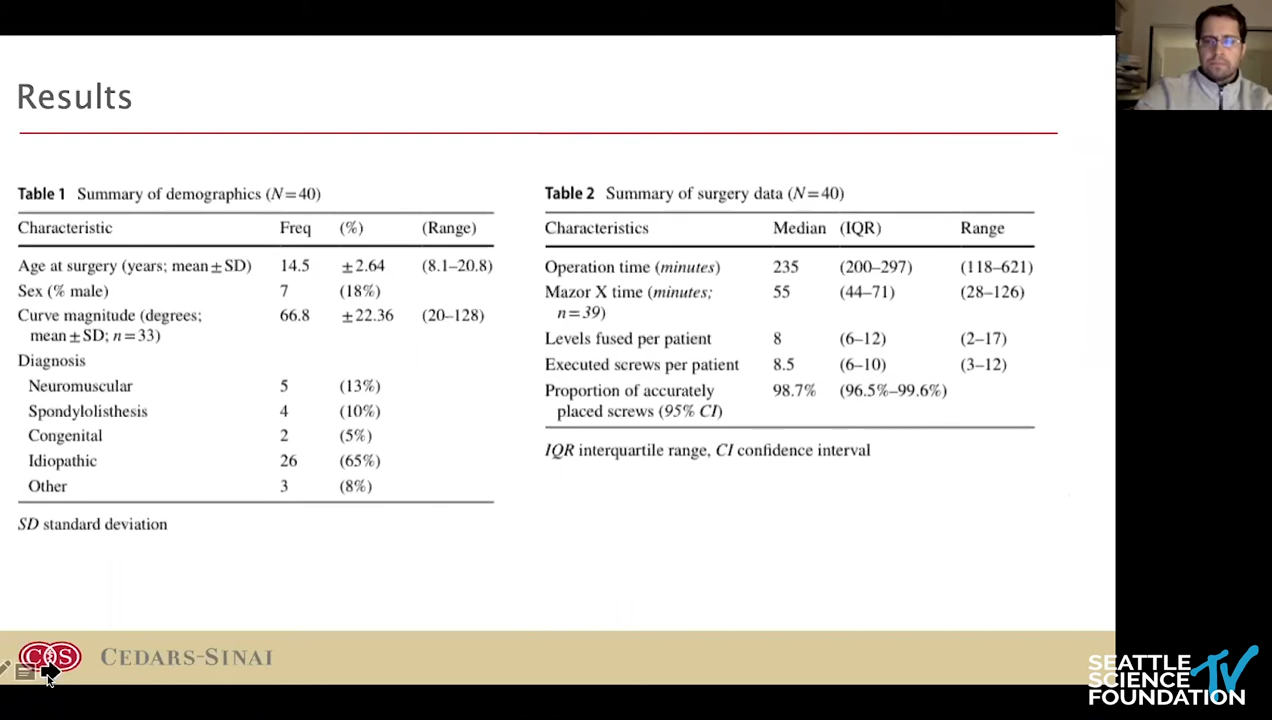 Results
Table 1 Summary of demographics (N=40)
Characteristic Freq (%) (Range)
Age at surgery (years; mean±SD) 14.5 ±2.64 (8.1–20.8)
Sex (% male) 7 (18%)
Curve magnitude (degrees; 66.8 ±22.36 (20–128)
mean±SD; n=33)
Diagnosis
Neuromuscular 5 (13%)
Spondylolisthesis 4 (10%)
Congenital 2 (5%)
Idiopathic 26 (65%)
Other 3 (8%)
SD standard deviation
Table 2 Summary of surgery data (N=40)
Characteristics Median (IQR) Range
Operation time (minutes) 235 (200–297) (118–621)
Mazor X time (minutes; 55 (44–71) (28–126)
n=39)
Levels fused per patient 8 (6–12) (2–17)
Executed screws per patient 8.5 (6–10) (3–12)
Proportion of accurately 98.7% (96.5%–99.6%)
placed screws (95% CI)
IQR interquartile range, CI confidence interval
COS CEDARS-SINAI
SEATTLE
SCIENCE TV
FOUNDATION